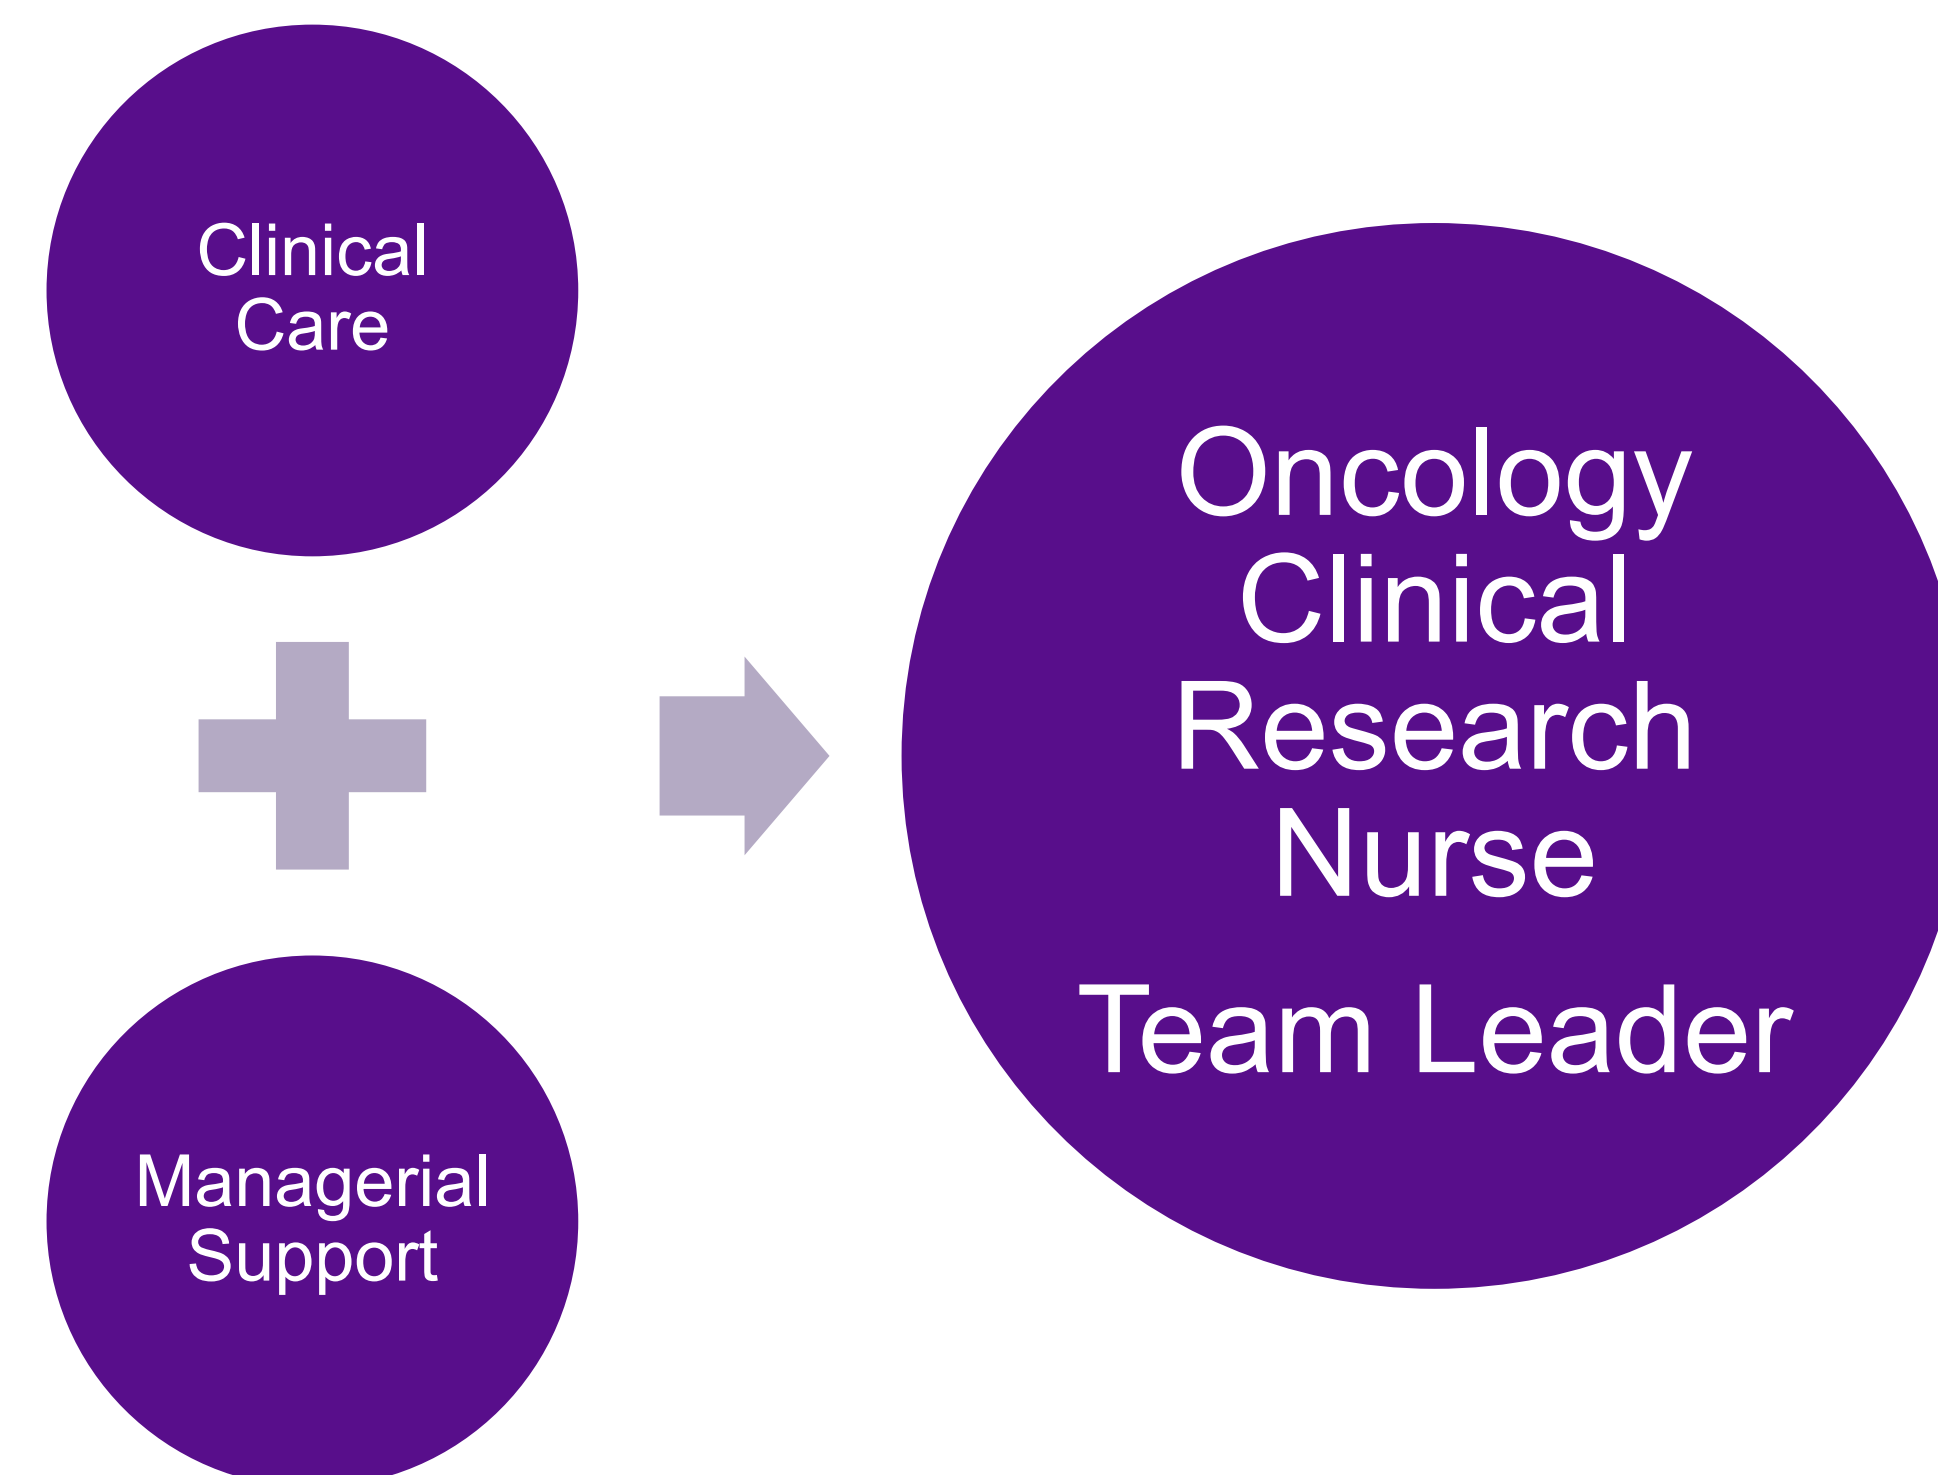 Clinical
Care
Managerial
Support
Oncology
Clinical
Research
Nurse
Team Leader